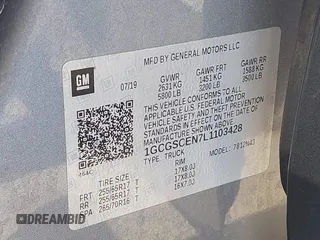 MFD BY GENERAL MOTORS LLC
GM
07/19
GVWR
2631 KG
5800 LB
GAWR FRT
1451 KG
3200 LB
GAWR RR
1588 KG
3500 LB
THIS VEHICLE CONFORMS TO ALL
APPLICABLE U.S. FEDERAL MOTOR
VEHICLE SAFETY AND THEFT PREVENTION
STANDARDS IN EFFECT ON THE DATE OF
MANUFACTURE SHOWN ABOVE.
1GCGSCEN7L1103428
TYPE: TRUCK
MODEL:
TIRE SIZE
RIM
FRT 255/65R17 T 17X8.0J
RR 255/65R17 T 17X8.0J
SPA 265/70R16 T 16X7.0J
DREAMBID